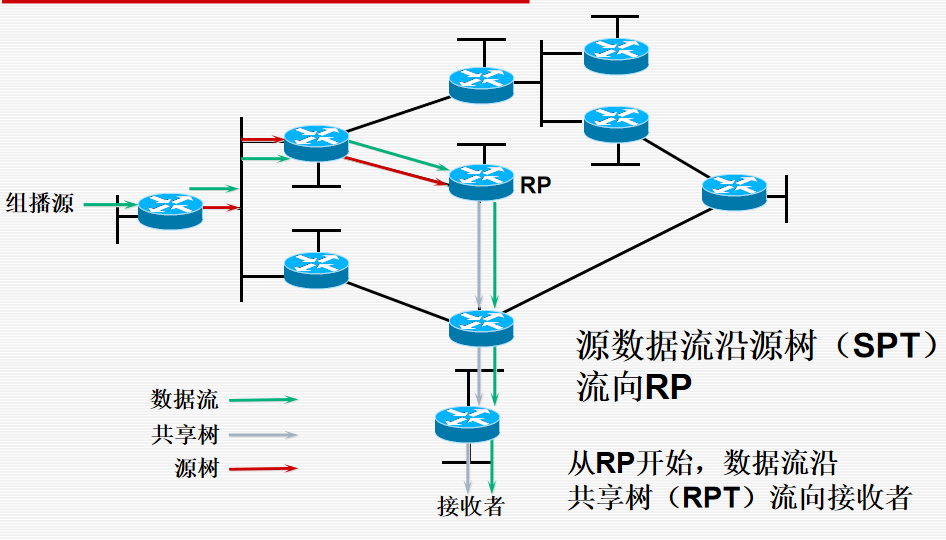 RP
组播源
源数据流沿源树（SPT）
流向RP
数据流
共享树
源树
从RP开始，数据流沿
共享树（RPT）流向接收者
接收者